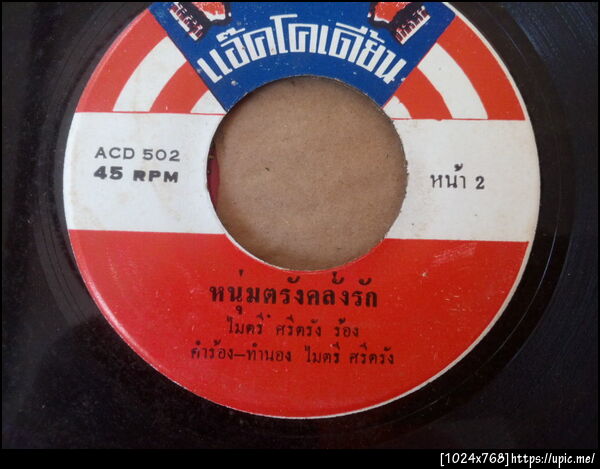 แอ๊คโคเดียน
ACD 502
45 RPM
หน้า 2
หนุ่มตรังคลั่งรัก
ไมตรี ศรีตรัง ร้อง
คำร้อง-ทำนอง ไมตรี ศรีตรัง
[1024x768]https://upic.me/